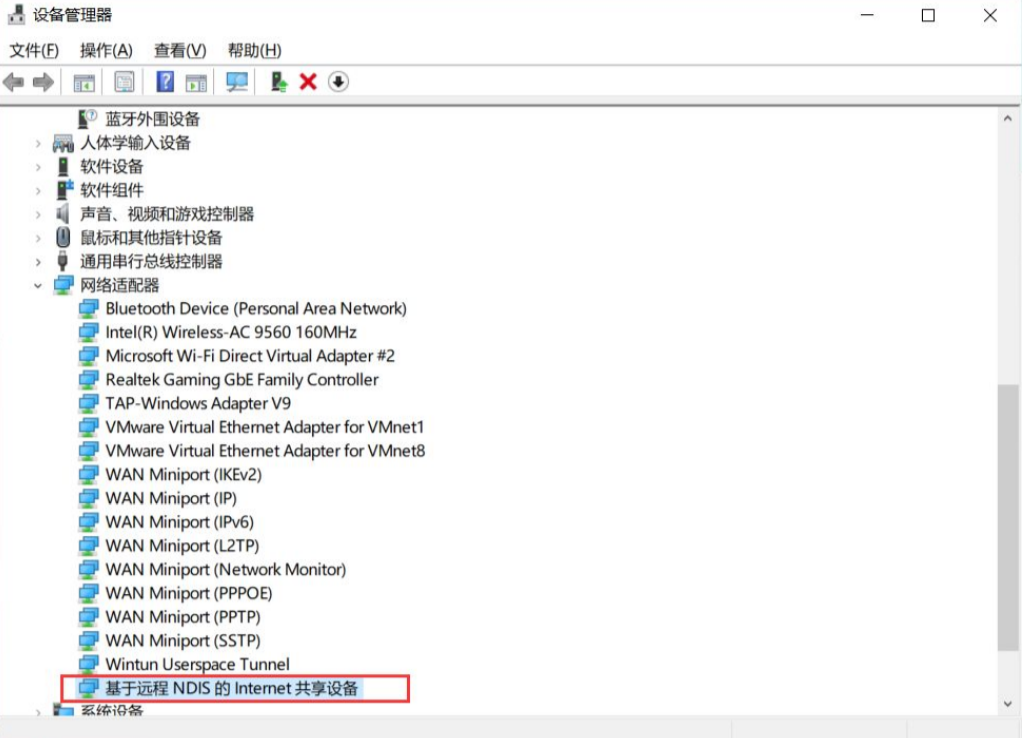 设备管理器
文件(F) 操作(A) 查看(V) 帮助(H)
蓝牙外围设备
人体学输入设备
软件设备
软件组件
声音、视频和游戏控制器
鼠标和其他指针设备
通用串行总线控制器
网络适配器
Bluetooth Device (Personal Area Network)
Intel(R) Wireless-AC 9560 160MHz
Microsoft Wi-Fi Direct Virtual Adapter #2
Realtek Gaming GbE Family Controller
TAP-Windows Adapter V9
VMware Virtual Ethernet Adapter for VMnet1
VMware Virtual Ethernet Adapter for VMnet8
WAN Miniport (IKEv2)
WAN Miniport (IP)
WAN Miniport (IPv6)
WAN Miniport (L2TP)
WAN Miniport (Network Monitor)
WAN Miniport (PPPOE)
WAN Miniport (PPTP)
WAN Miniport (SSTP)
Wintun Userspace Tunnel
基于远程 NDIS 的 Internet 共享设备
系统设备